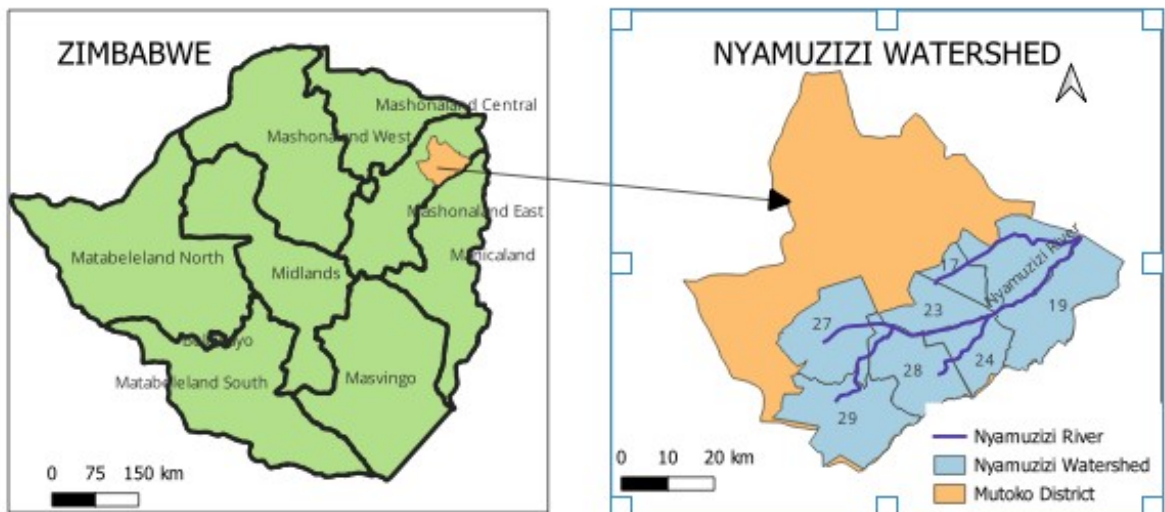 ZIMBABWE
Mashonaland Central
Mashonaland West
Mashonaland East
Manicaland
Matabeleland North
Midlands
Matabeleland South
Masvingo
0 75 150 km
NYAMUZIZI WATERSHED
17
Nyamuzizi River
23
19
27
24
28
29
0 10 20 km
Nyamuzizi River
Nyamuzizi Watershed
Mutoko District